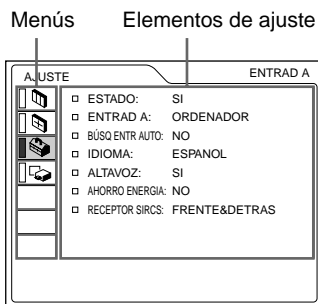 Menús Elementos de ajuste
AJUSTE ENTRAD A
ESTADO: SI
ENTRAD A: ORDENADOR
BÚSQ ENTR AUTO: NO
IDIOMA: ESPANOL
ALTAVOZ: SI
AHORRO ENERGIA: NO
RECEPTOR SIRCS: FRENTE&DETRAS